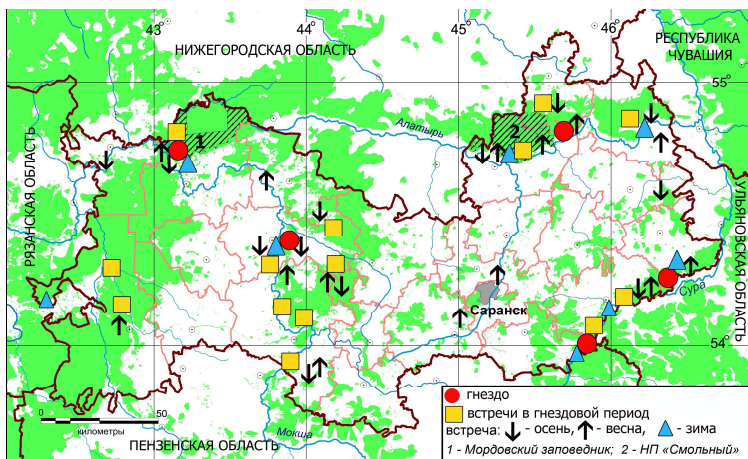 43°
44°
45°
46°
НИЖЕГОРОДСКАЯ ОБЛАСТЬ
РЕСПУБЛИКА
ЧУВАШИЯ
55°
Алатырь
1
2
РЯЗАНСКАЯ ОБЛАСТЬ
УЛЬЯНОВСКАЯ ОБЛАСТЬ
Сура
Саранск
54°
0 50
километры
Мокша
ПЕНЗЕНСКАЯ ОБЛАСТЬ
гнездо
встречи в гнездовой период
встреча: - осень, - весна, - зима
1 - Мордовский заповедник; 2 - НП «Смольный»